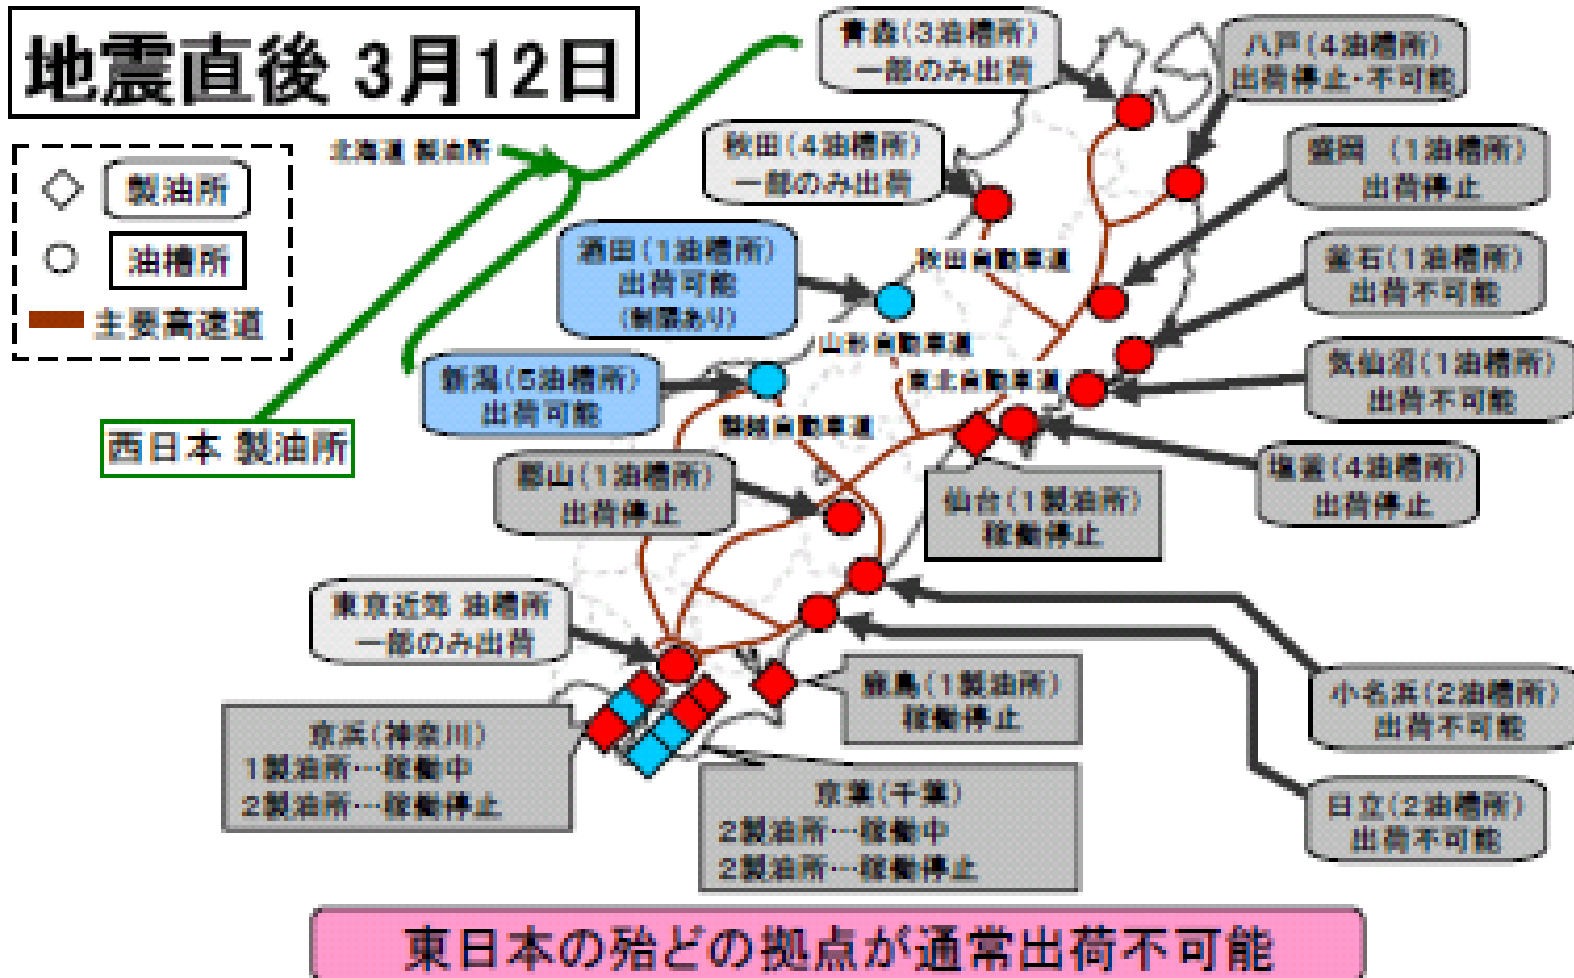 地震直後 3月12日
製油所
油槽所
主要高速道
北海道 製油所
西日本 製油所
青森(3油槽所)
一部のみ出荷
八戸(4油槽所)
出荷停止・不可能
秋田(4油槽所)
一部のみ出荷
盛岡 (1油槽所)
出荷停止
酒田(1油槽所)
出荷可能
(制限あり)
秋田自動車道
釜石(1油槽所)
出荷不可能
山形自動車道
新潟(5油槽所)
出荷可能
東北自動車道
気仙沼(1油槽所)
出荷不可能
磐越自動車道
郡山(1油槽所)
出荷停止
仙台(1製油所)
稼働停止
塩釜(4油槽所)
出荷停止
東京近郊 油槽所
一部のみ出荷
鹿島(1製油所)
稼働停止
小名浜(2油槽所)
出荷不可能
京浜(神奈川)
1製油所…稼働中
2製油所…稼働停止
京葉(千葉)
2製油所…稼働中
2製油所…稼働停止
日立(2油槽所)
出荷不可能
東日本の殆どの拠点が通常出荷不可能